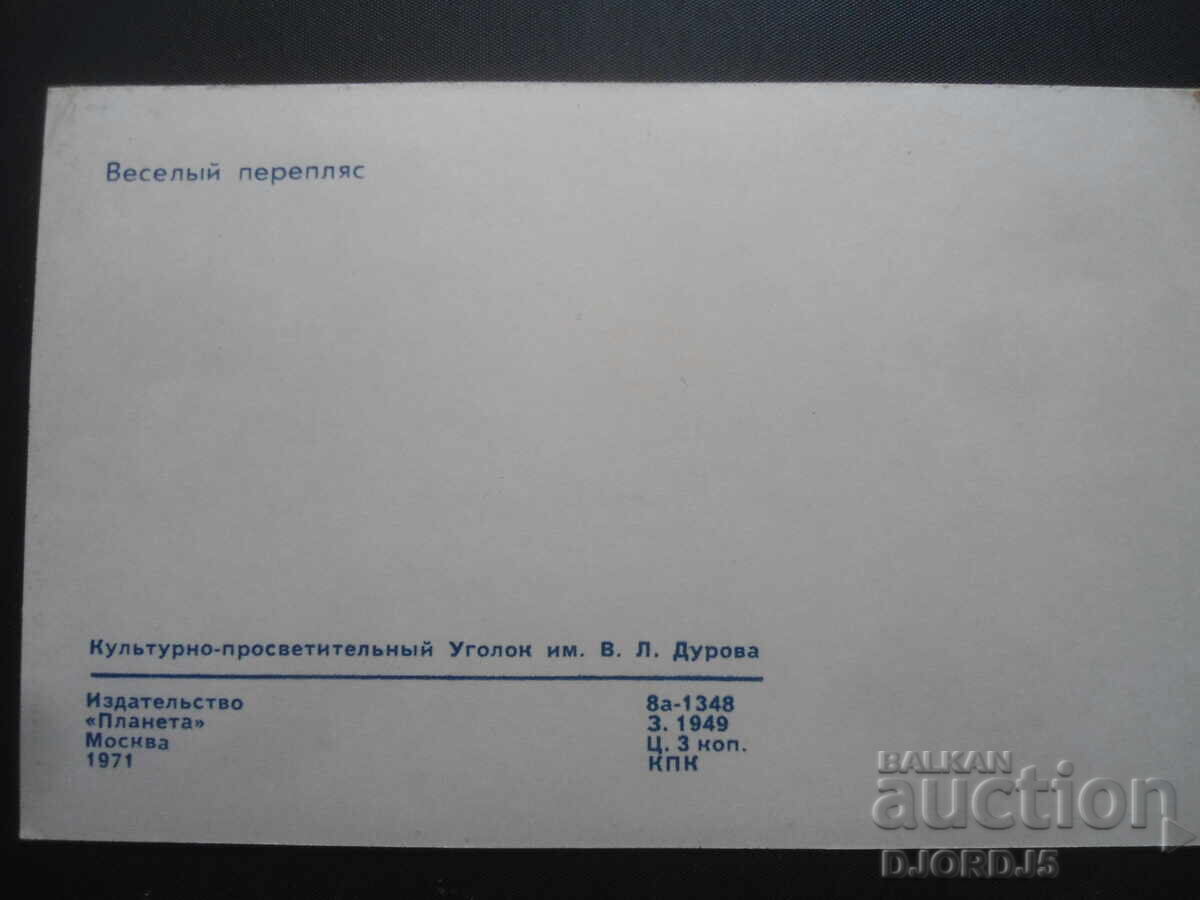 Веселый перепляс
Культурно-просветительный Уголок им. В. Л. Дурова
Издательство
«Планета»
Москва
1971
8а-1348
З. 1949
Ц. 3 коп.
КПК
BALKAN
auction
DJORDJ5